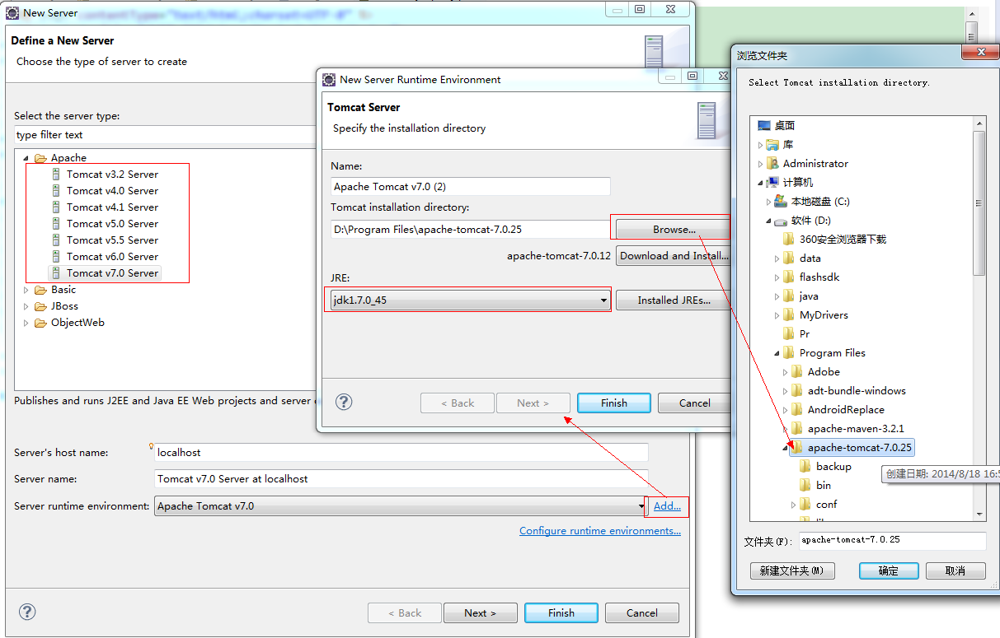 New Server
contentType="text/html;charset=UTF-8" %>
Define a New Server
Choose the type of server to create
Select the server type:
type filter text
Apache
Tomcat v3.2 Server
Tomcat v4.0 Server
Tomcat v4.1 Server
Tomcat v5.0 Server
Tomcat v5.5 Server
Tomcat v6.0 Server
Tomcat v7.0 Server
Basic
JBoss
ObjectWeb
Publishes and runs J2EE and Java EE Web projects and server
Server's host name:
localhost
Server name:
Tomcat v7.0 Server at localhost
Server runtime environment:
Apache Tomcat v7.0
Add...
Configure runtime environments...
< Back
Next >
Finish
Cancel
New Server Runtime Environment
Tomcat Server
Specify the installation directory
Name:
Apache Tomcat v7.0 (2)
Tomcat installation directory:
D:\Program Files\apache-tomcat-7.0.25
Browse...
apache-tomcat-7.0.12
Download and Install...
JRE:
jdk1.7.0_45
Installed JREs...
< Back
Next >
Finish
Cancel
浏览文件夹
Select Tomcat installation directory.
桌面
库
Administrator
计算机
本地磁盘 (C:)
软件 (D:)
360安全浏览器下载
data
flashsdk
java
MyDrivers
Pr
Program Files
Adobe
adt-bundle-windows
AndroidReplace
apache-maven-3.2.1
apache-tomcat-7.0.25
backup
创建日期: 2014/8/18 16:5
bin
conf
文件夹(F):
apache-tomcat-7.0.25
新建文件夹(M)
确定
取消